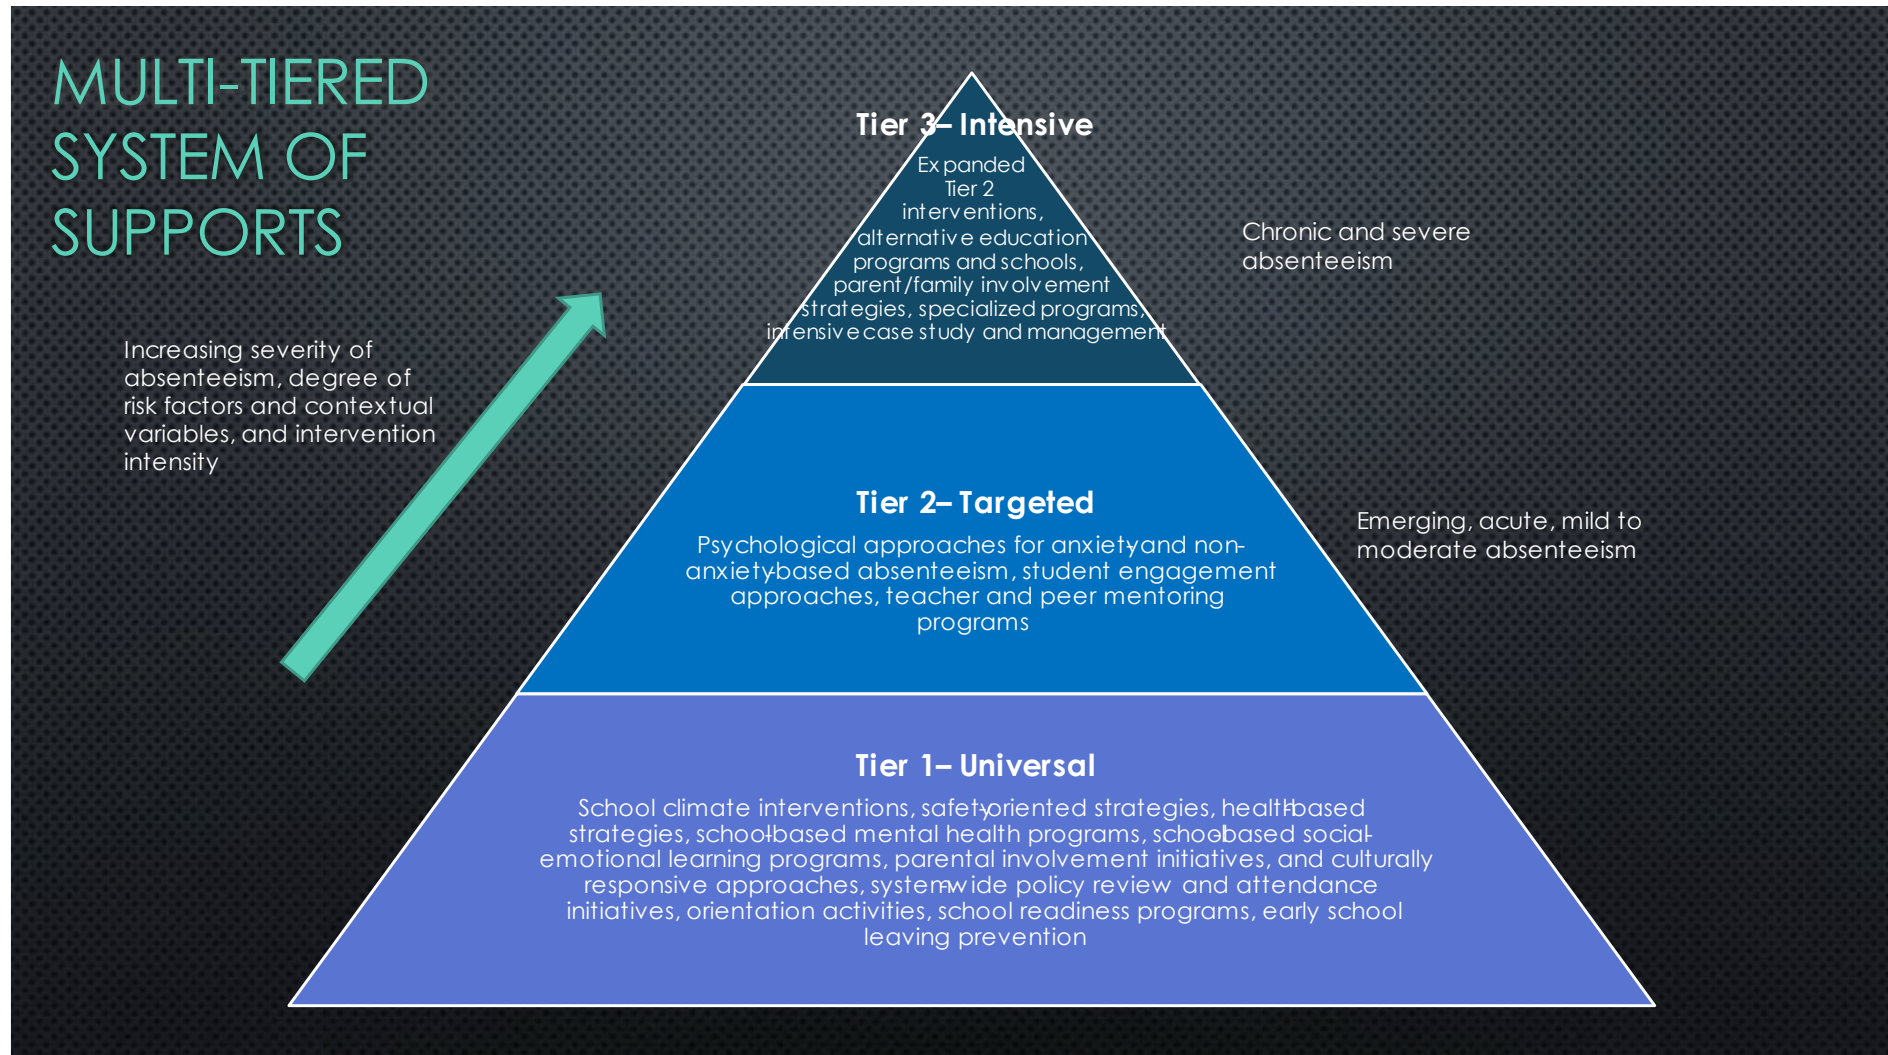 MULTI-TIERED
SYSTEM OF
SUPPORTS
Increasing severity of
absenteeism, degree of
risk factors and contextual
variables, and intervention
intensity
Tier 3– Intensive
Expanded
Tier 2
interventions,
alternative education
programs and schools,
parent/family involvement
strategies, specialized programs,
intensive case study and management
Chronic and severe
absenteeism
Tier 2– Targeted
Psychological approaches for anxiety- and non-
anxiety-based absenteeism, student engagement
approaches, teacher and peer mentoring
programs
Emerging, acute, mild to
moderate absenteeism
Tier 1– Universal
School climate interventions, safety-oriented strategies, health-based
strategies, school-based mental health programs, school-based social-
emotional learning programs, parental involvement initiatives, and culturally
responsive approaches, system-wide policy review and attendance
initiatives, orientation activities, school readiness programs, early school
leaving prevention